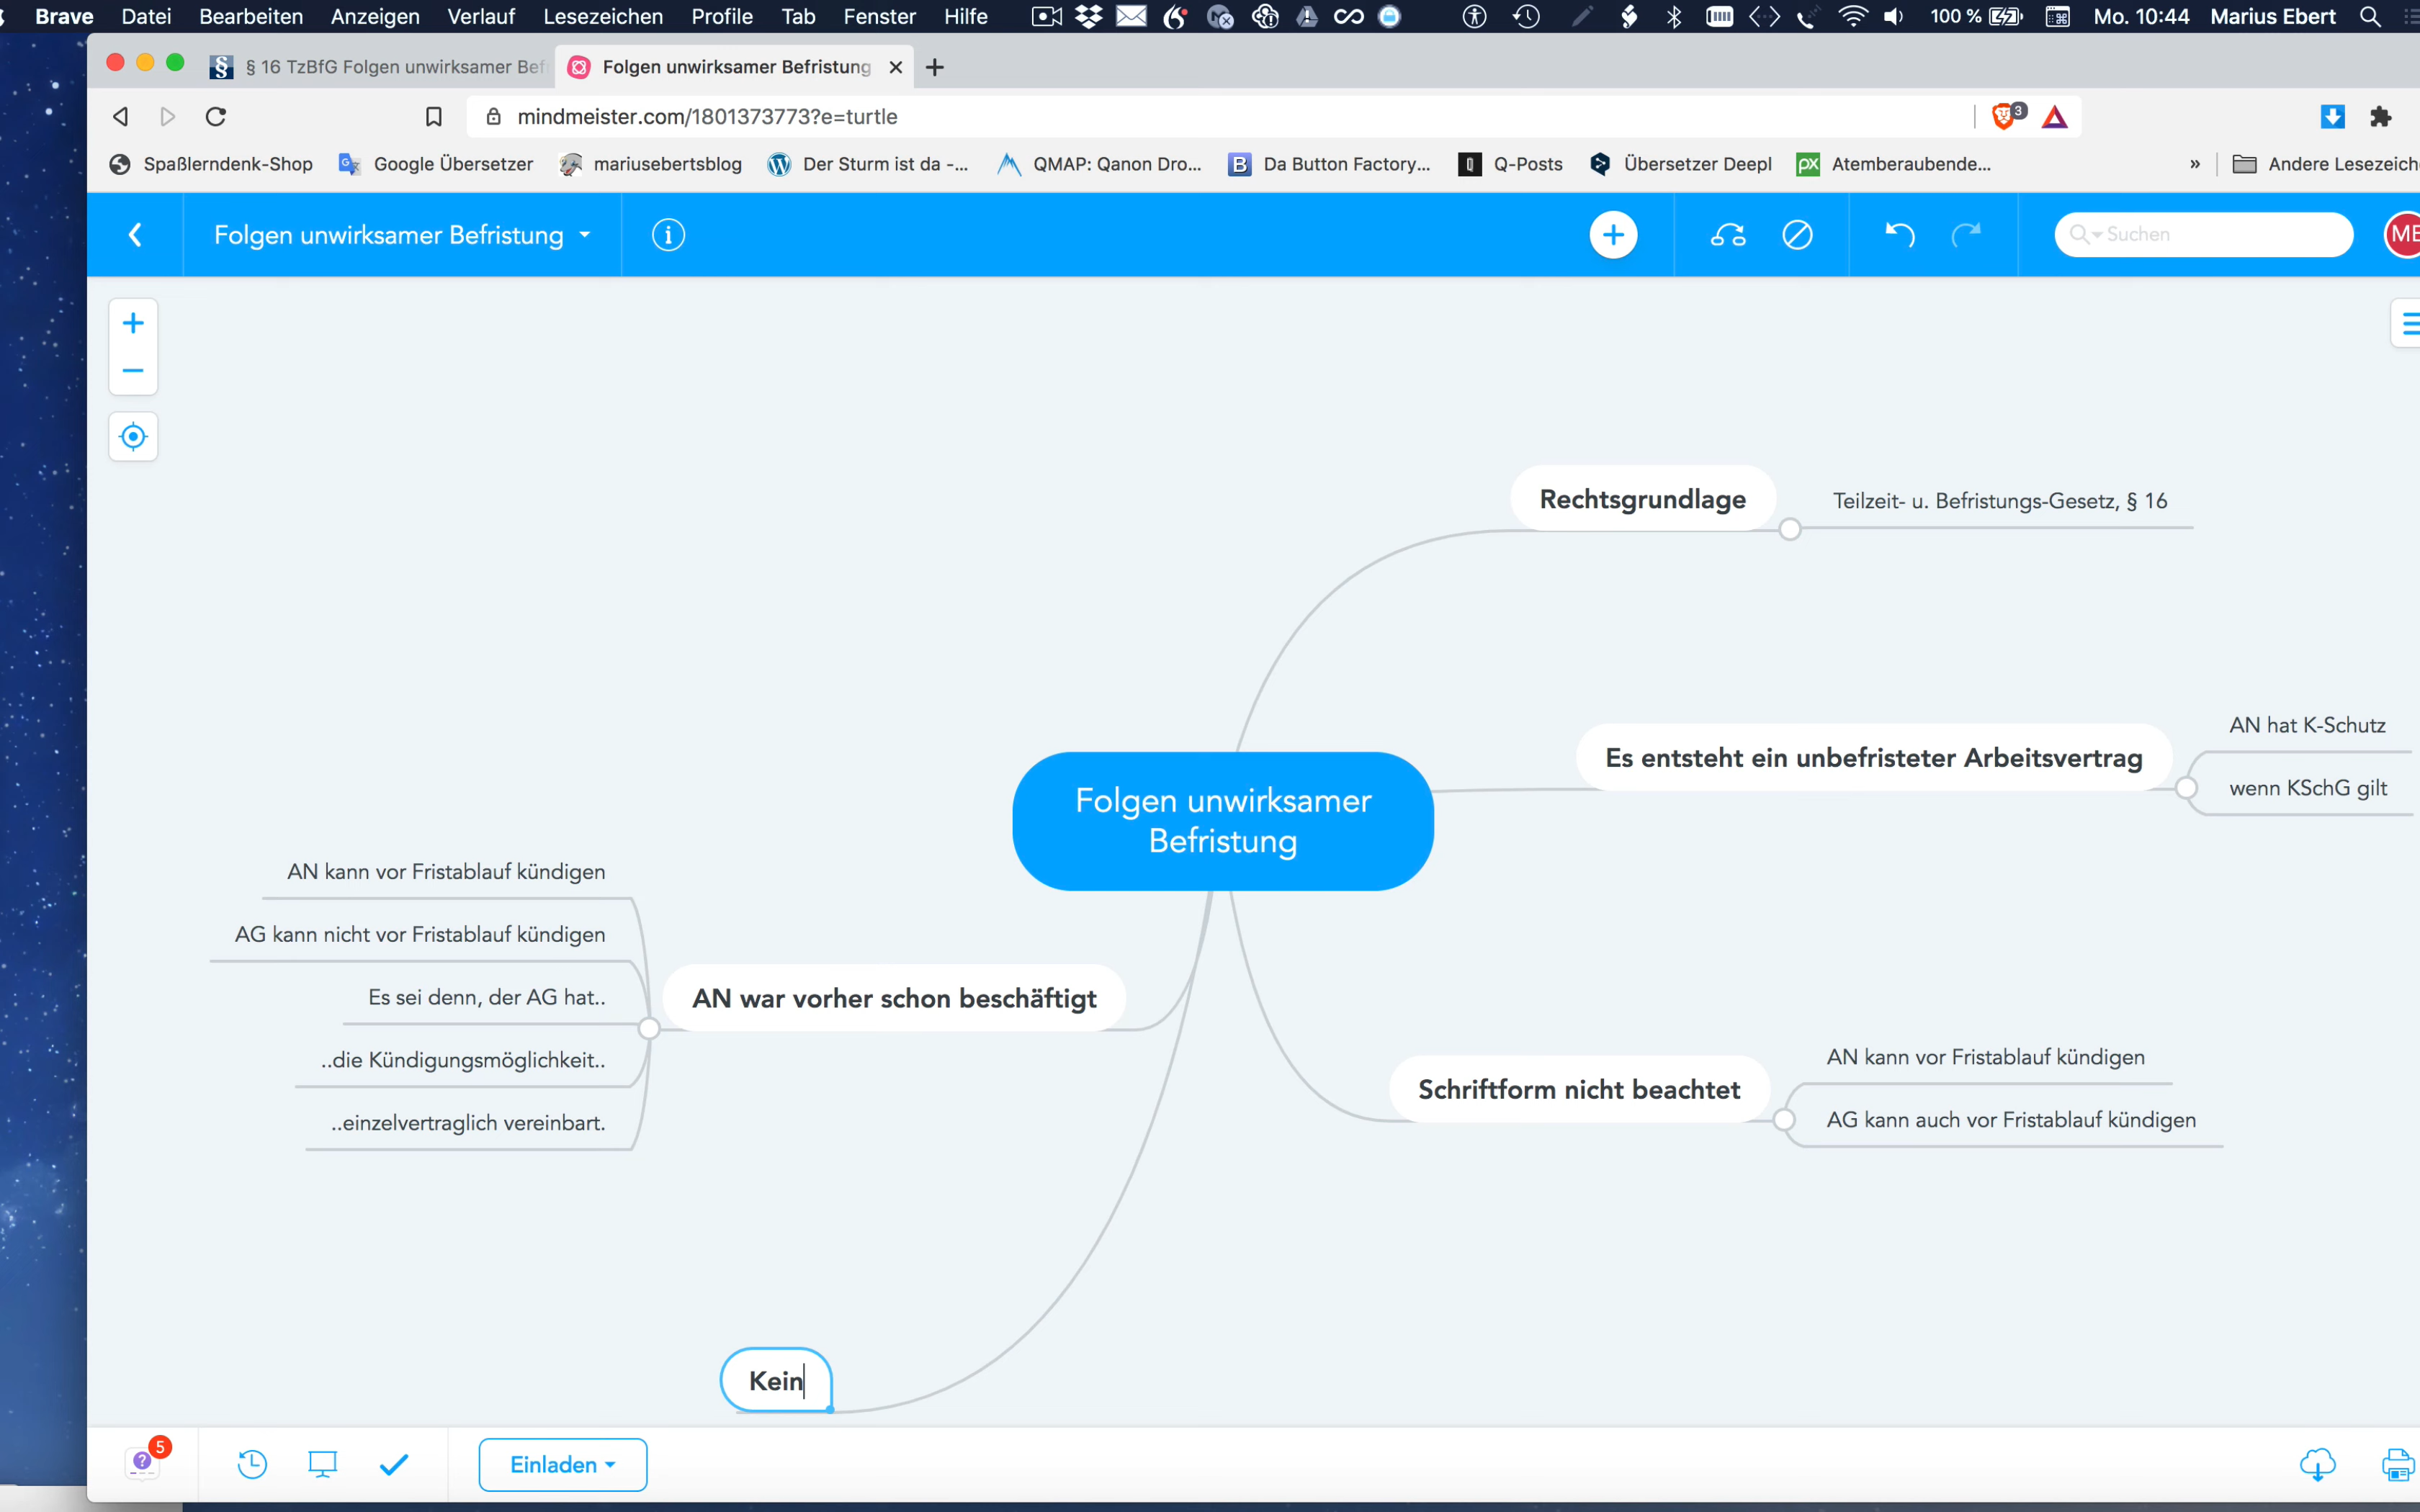 Brave Datei Bearbeiten Anzeigen Verlauf Lesezeichen Profile Tab Fenster Hilfe 100 % Mo. 10:44 Marius Ebert
§ 16 TzBfG Folgen unwirksamer Bef
Folgen unwirksamer Befristung
mindmeister.com/1801373773?e=turtle
3
Spaßlerndenk-Shop Google Übersetzer mariusebertsblog Der Sturm ist da -... QMAP: Qanon Dro... Da Button Factory... Q-Posts Übersetzer Deepl Atemberaubende... » Andere Lesezeich
Folgen unwirksamer Befristung
Suchen
ME
Rechtsgrundlage
Teilzeit- u. Befristungs-Gesetz, § 16
Es entsteht ein unbefristeter Arbeitsvertrag
AN hat K-Schutz
wenn KSchG gilt
Folgen unwirksamer
Befristung
AN kann vor Fristablauf kündigen
AG kann nicht vor Fristablauf kündigen
Es sei denn, der AG hat..
..die Kündigungsmöglichkeit..
..einzelvertraglich vereinbart.
AN war vorher schon beschäftigt
Schriftform nicht beachtet
AN kann vor Fristablauf kündigen
AG kann auch vor Fristablauf kündigen
Kein
5
Einladen